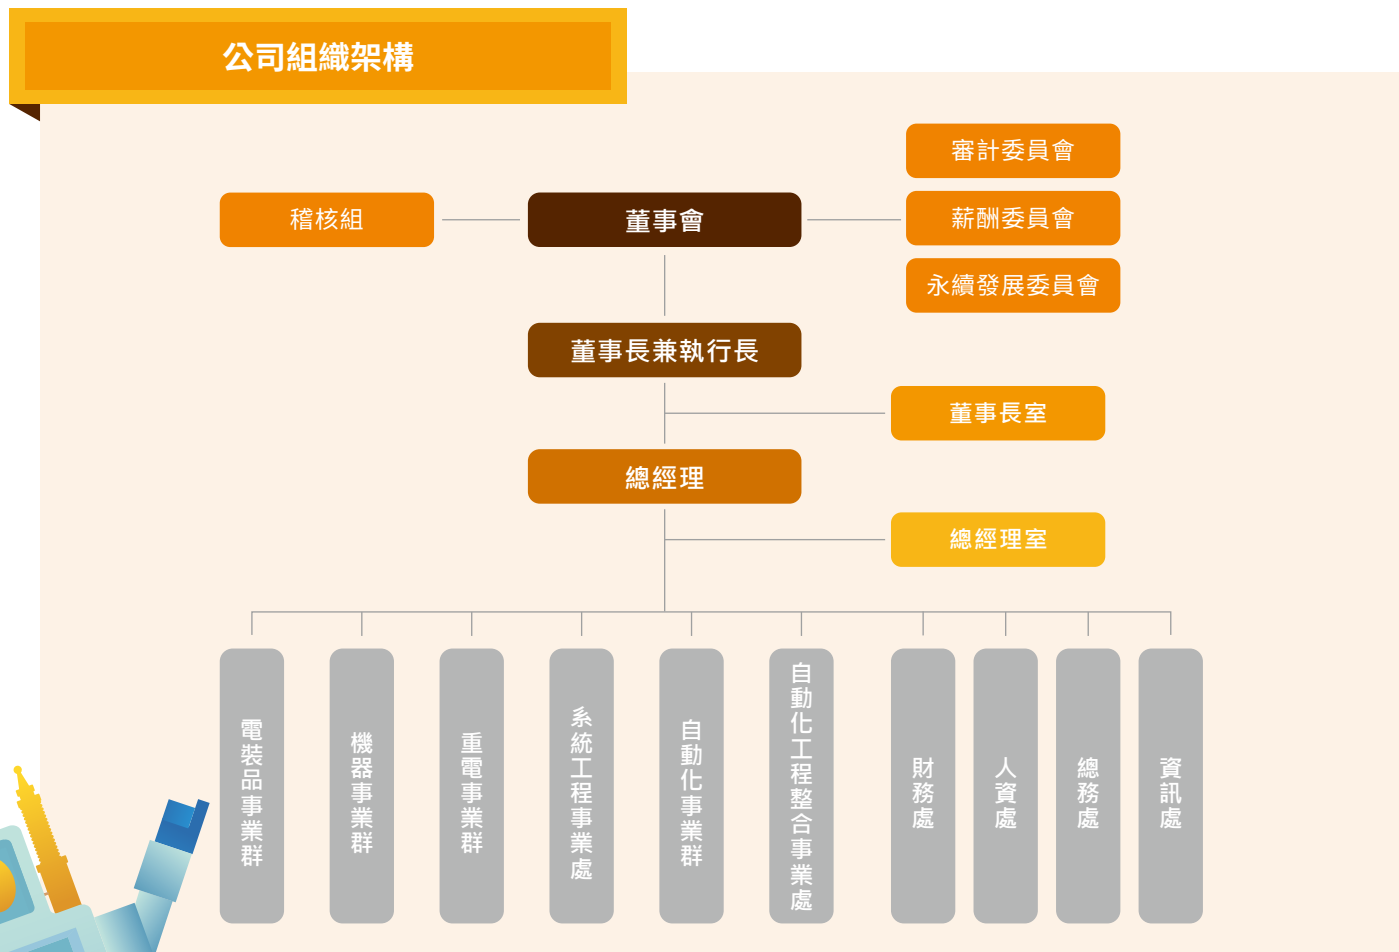 公司組織架構
審計委員會
稽核組
董事會
薪酬委員會
永續發展委員會
董事長兼執行長
董事長室
總經理
總經理室
電裝品事業群
機器事業群
重電事業群
系統工程事業處
自動化事業群
自動化工程整合事業處
財務處
人資處
總務處
資訊處